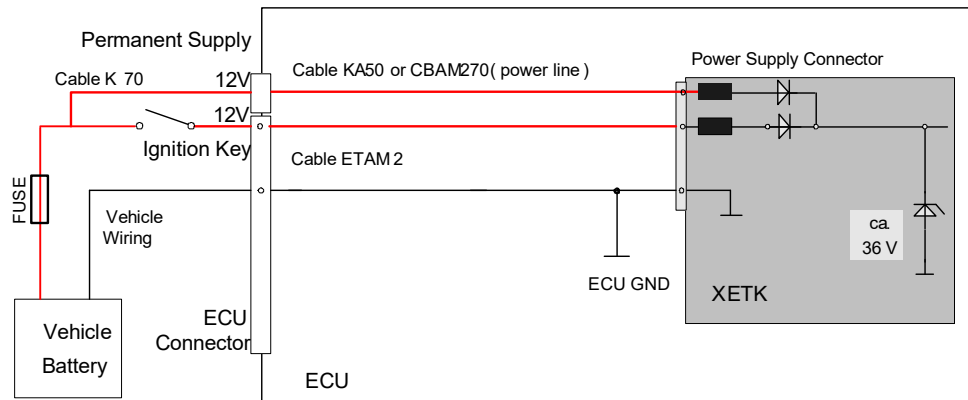 Permanent Supply
Cable K 70
12V
Cable KA50 or CBAM270( power line )
Power Supply Connector
12V
Ignition Key
Cable ETAM 2
FUSE
Vehicle
Wiring
ca.
36 V
ECU GND
XETK
ECU
Connector
Vehicle
Battery
ECU